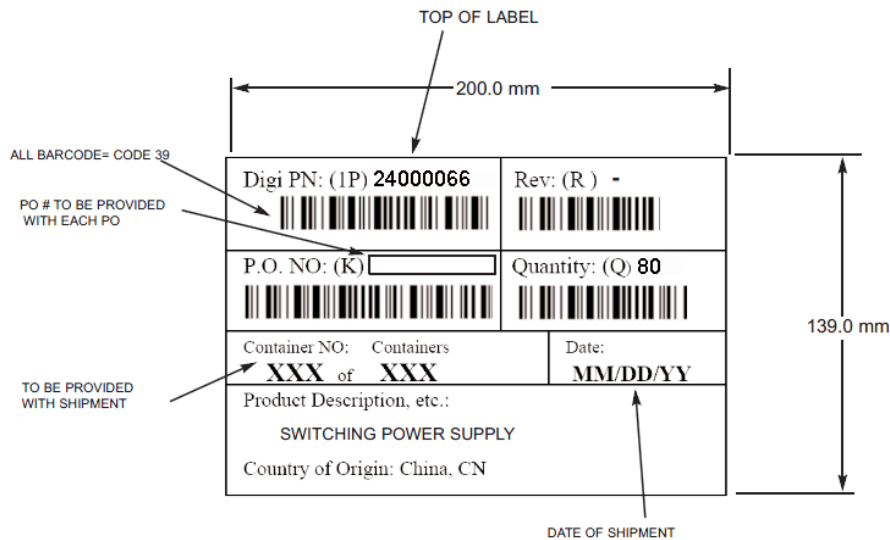 TOP OF LABEL
200.0 mm
ALL BARCODE= CODE 39
Digi PN: (1P) 24000066
Rev: (R ) -
PO # TO BE PROVIDED
WITH EACH PO
P.O. NO: (K)
Quantity: (Q) 80
139.0 mm
Container NO: Containers
Date:
XXX of XXX
MM/DD/YY
TO BE PROVIDED
WITH SHIPMENT
Product Description, etc.:
SWITCHING POWER SUPPLY
Country of Origin: China, CN
DATE OF SHIPMENT